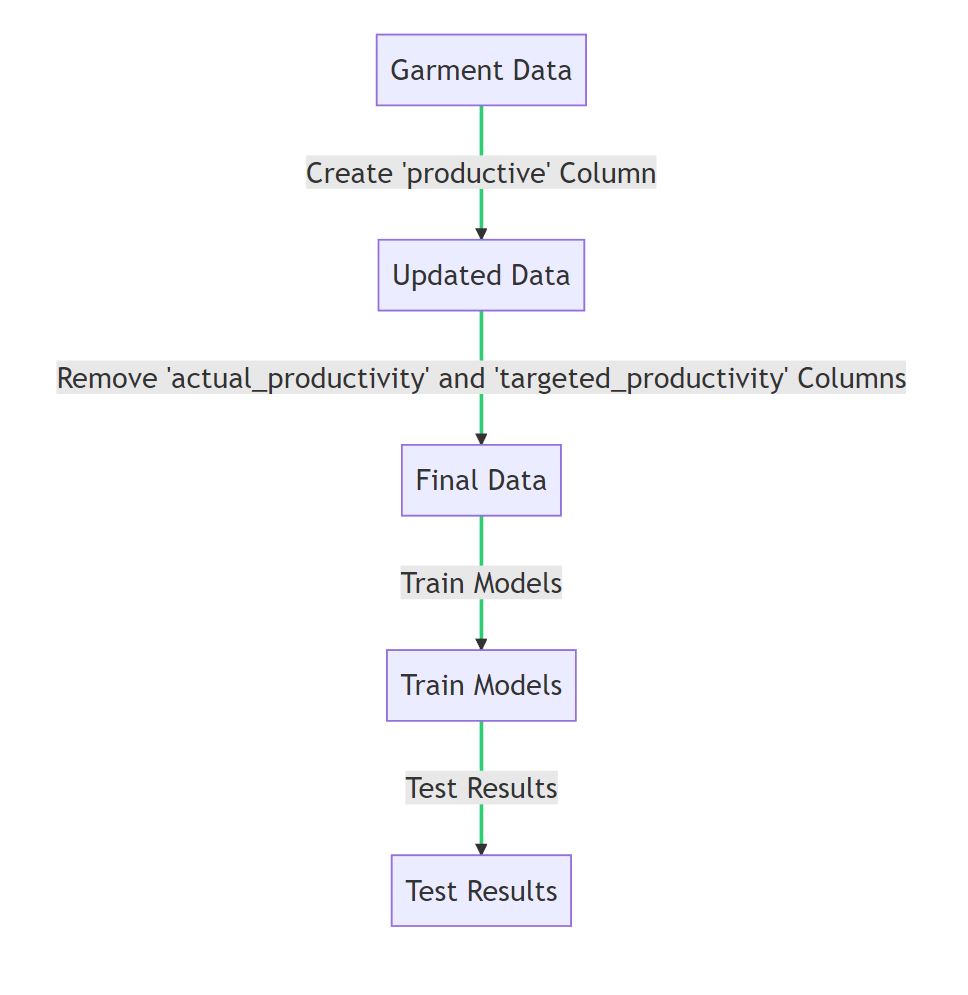 Garment Data
Create 'productive' Column
Updated Data
Remove 'actual_productivity' and 'targeted_productivity' Columns
Final Data
Train Models
Train Models
Test Results
Test Results